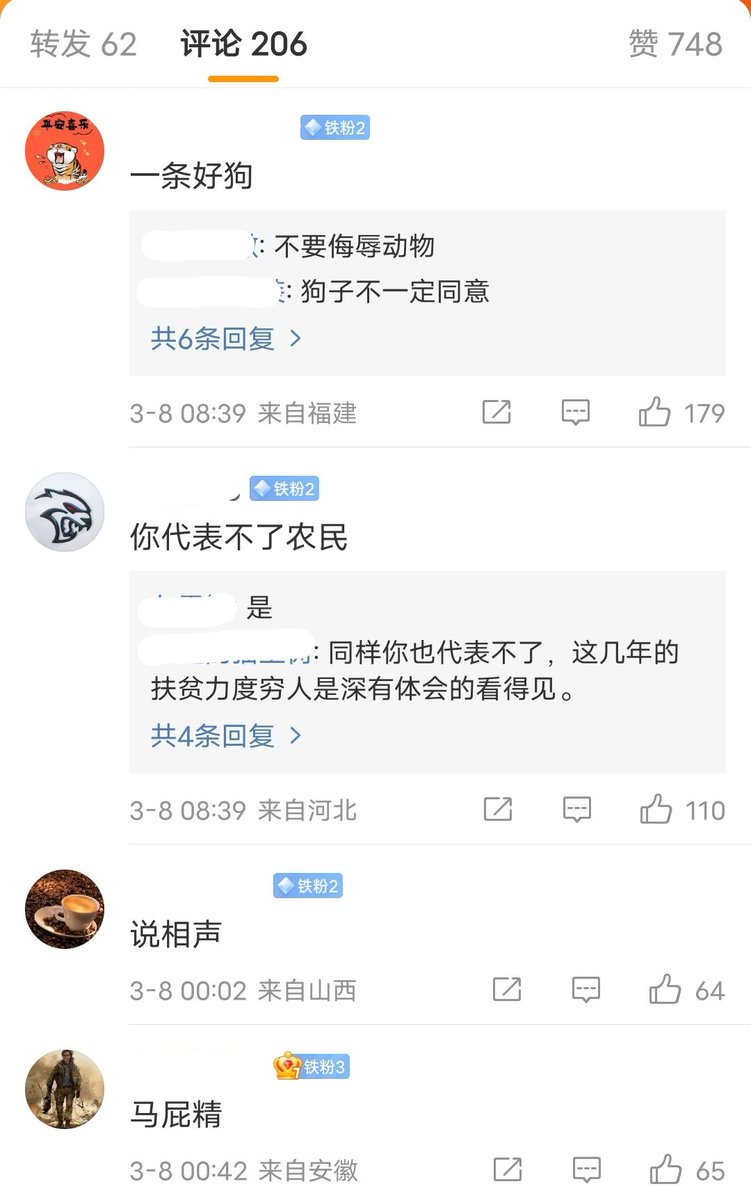 转发 62
评论 206
赞 748
平安喜乐
铁粉2
一条好狗
: 不要侮辱动物
: 狗子不一定同意
共6条回复 >
3-8 08:39 来自福建
179
铁粉2
你代表不了农民
是
: 同样你也代表不了，这几年的
扶贫力度穷人是深有体会的看得见。
共4条回复 >
3-8 08:39 来自河北
110
铁粉2
说相声
3-8 00:02 来自山西
64
铁粉3
马屁精
3-8 00:42 来自安徽
65